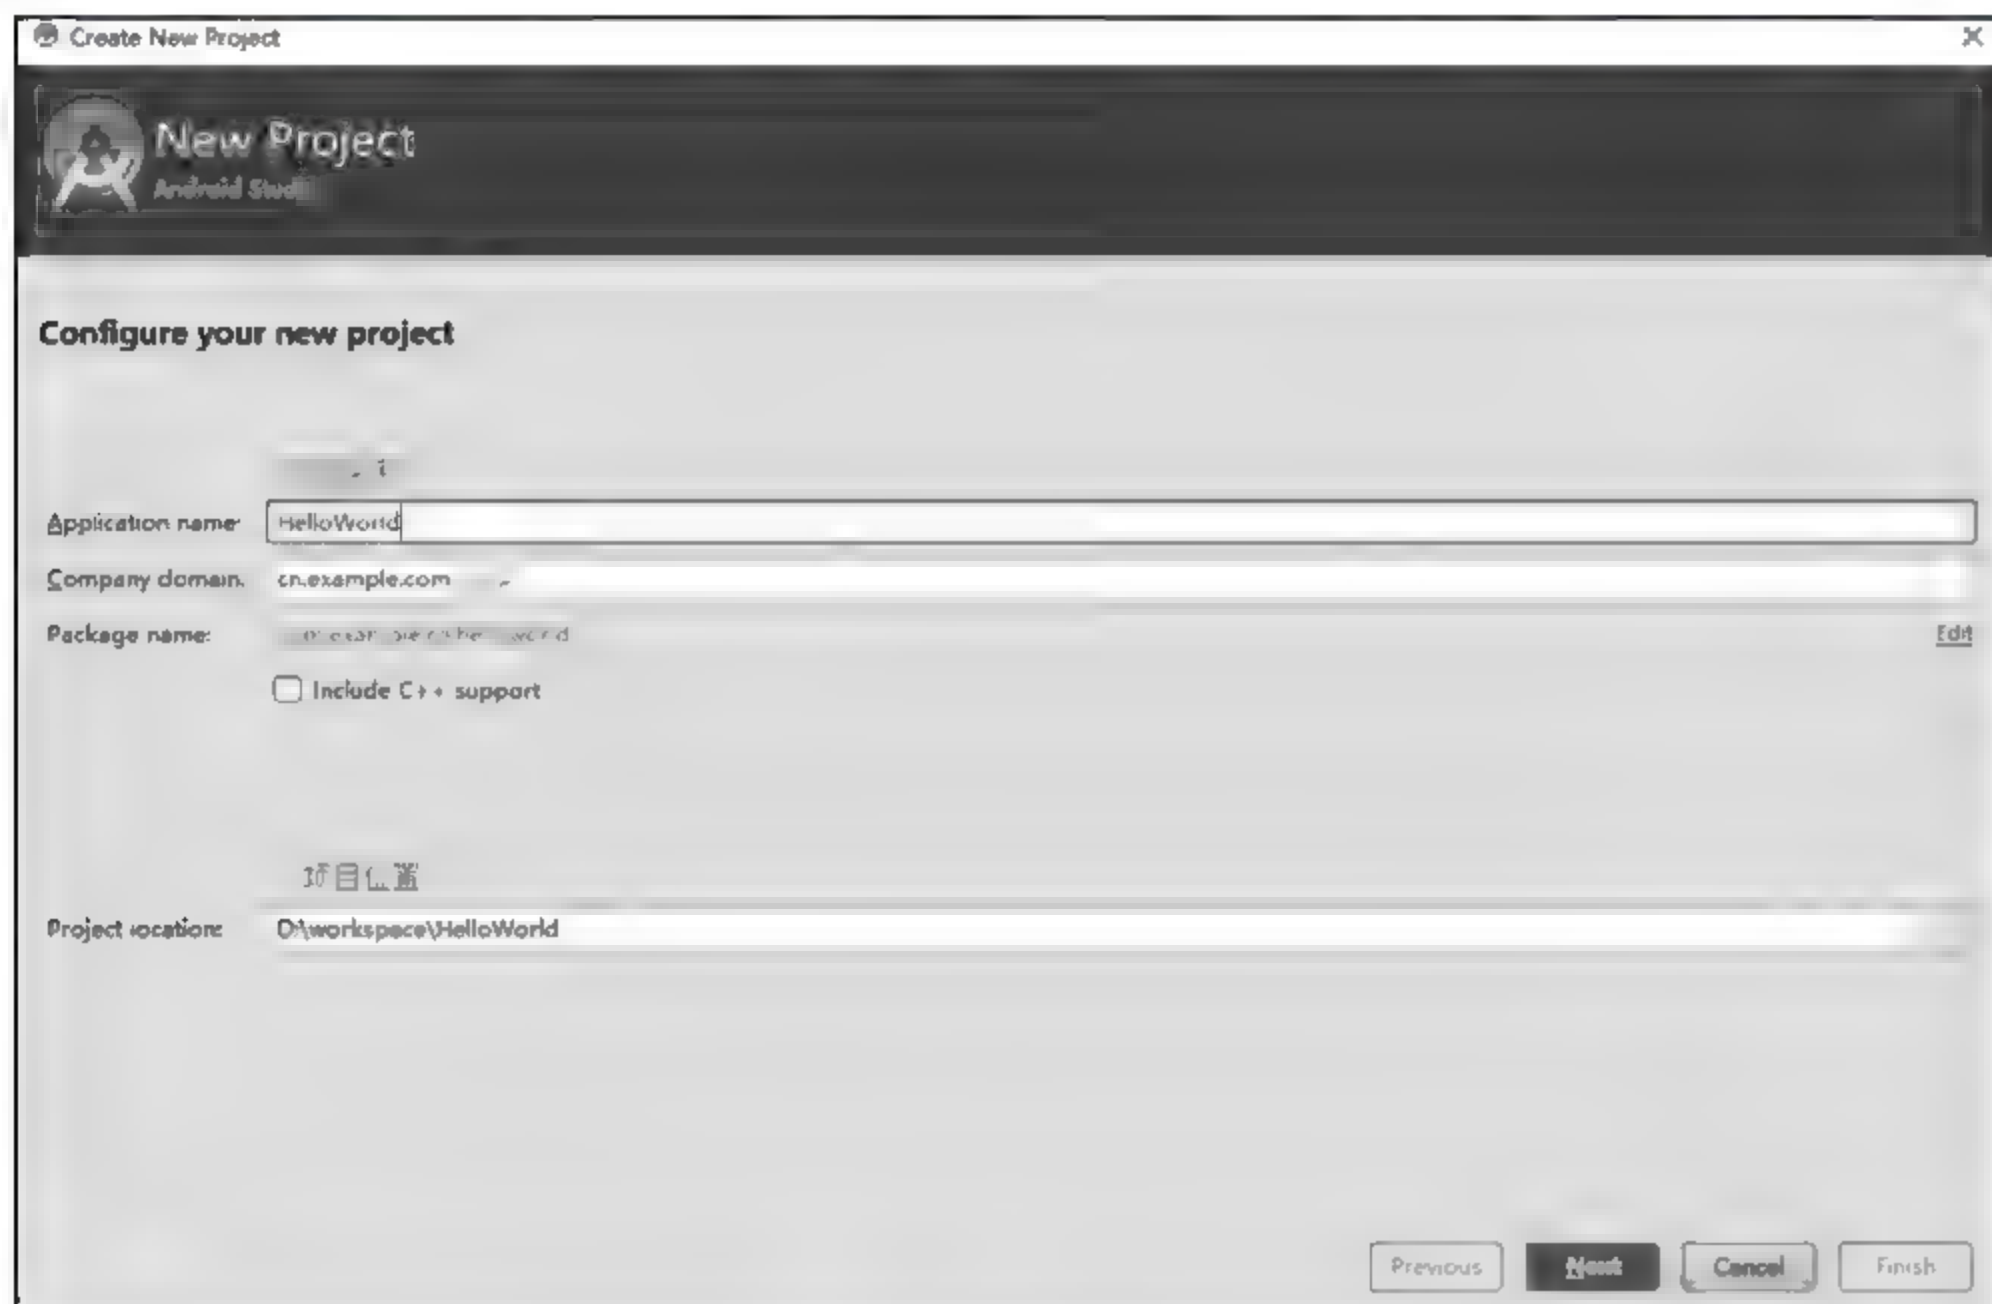 Create New Project
New Project
Android
Configure your new project
Application name: HelloWorld
Company domain: cn.example.com
Package name:
Edit
Include C++ support
Project location: D:\workspace\HelloWorld
Previous Next Cancel Finish